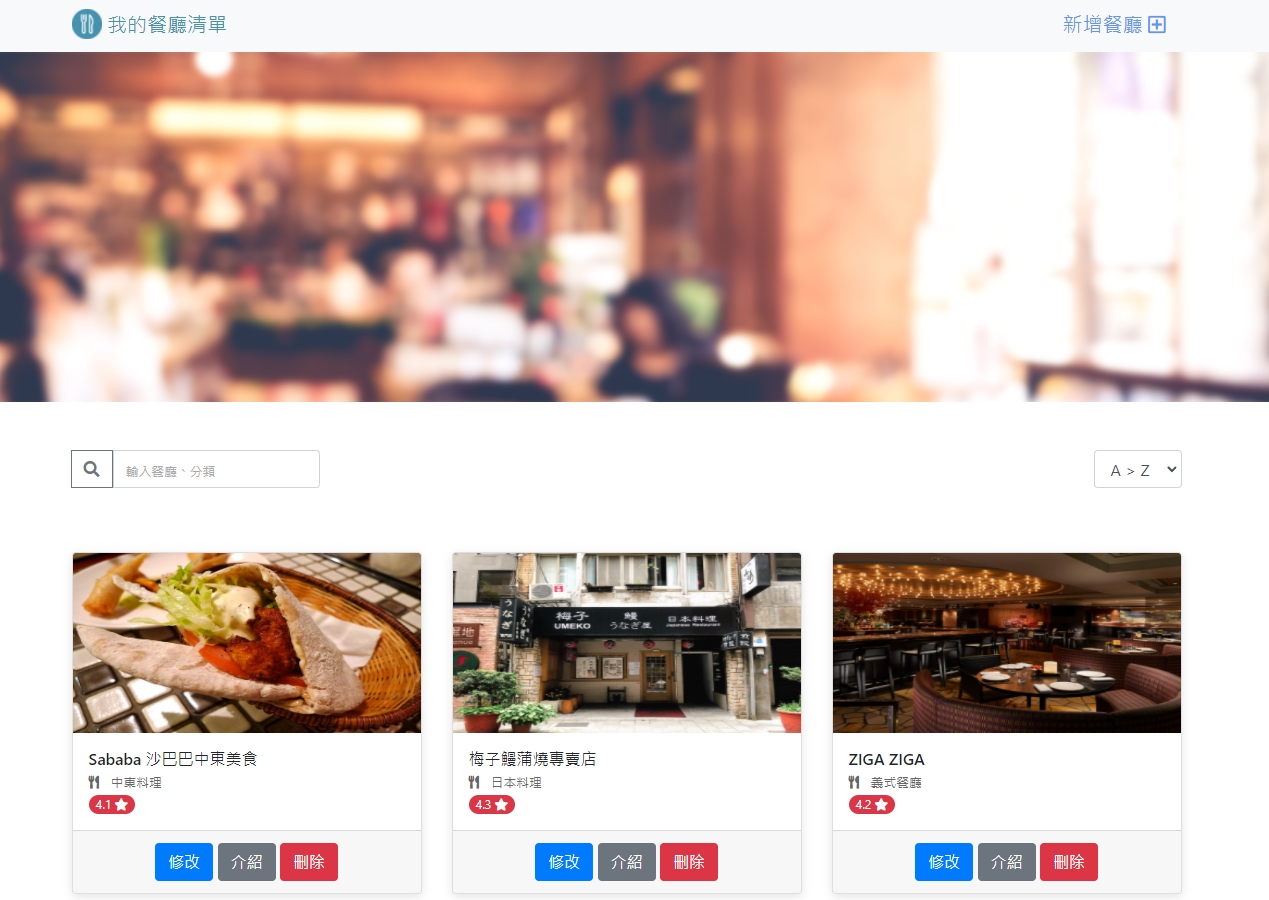 我的餐廳清單
新增餐廳
輸入餐廳、分類
A > Z
うなぎ
梅子 鰻 日本料理
UMEKO うなぎ屋 Japanese Restaurant
Sababa 沙巴巴中東美食
中東料理
4.1
修改 介紹 刪除
梅子鰻蒲燒專賣店
日本料理
4.3
修改 介紹 刪除
ZIGA ZIGA
義式餐廳
4.2
修改 介紹 刪除